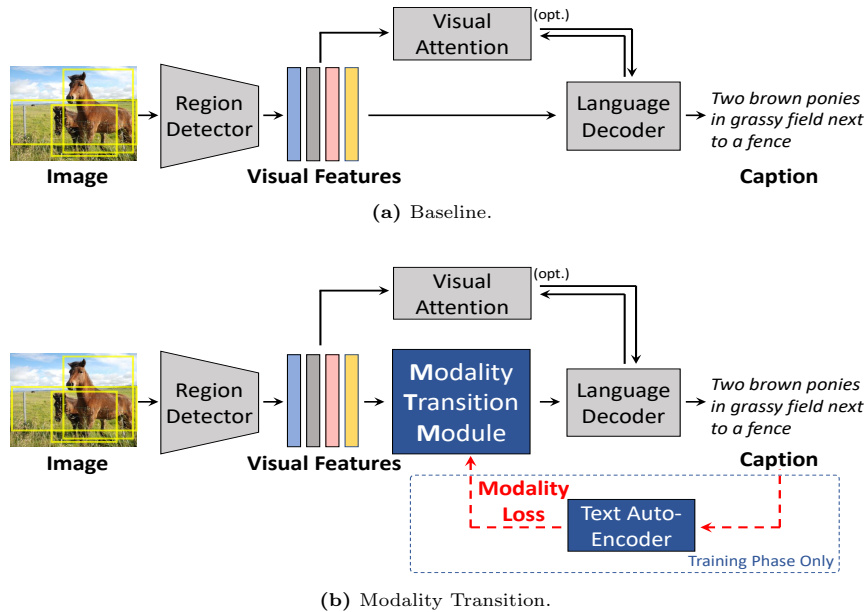 Visual
Attention
(opt.)
Region
Detector
Language
Decoder
Two brown ponies
in grassy field next
to a fence
Image
Visual Features
Caption
(a) Baseline.
Visual
Attention
(opt.)
Region
Detector
Modality
Transition
Module
Language
Decoder
Two brown ponies
in grassy field next
to a fence
Image
Visual Features
Caption
Modality
Loss
Text Auto-
Encoder
Training Phase Only
(b) Modality Transition.